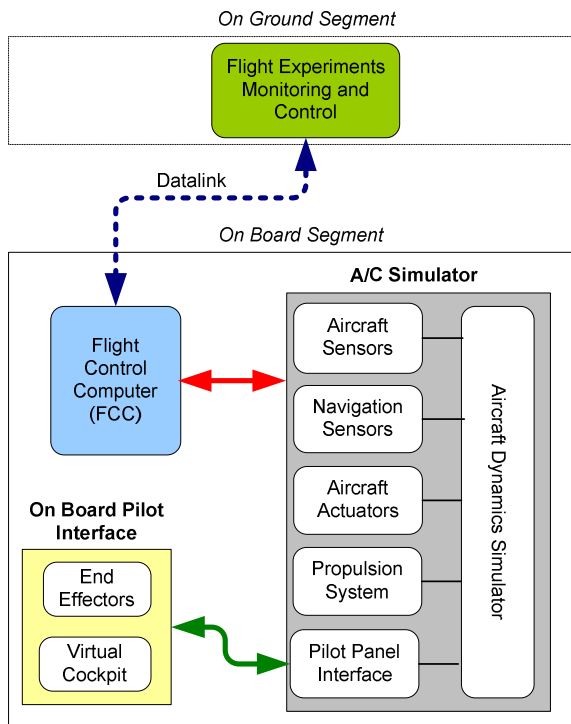 On Ground Segment
Flight Experiments
Monitoring and
Control
Datalink
On Board Segment
A/C Simulator
Flight
Control
Computer
(FCC)
Aircraft
Sensors
Navigation
Sensors
Aircraft
Actuators
Propulsion
System
Pilot Panel
Interface
Aircraft Dynamics Simulator
On Board Pilot
Interface
End
Effectors
Virtual
Cockpit